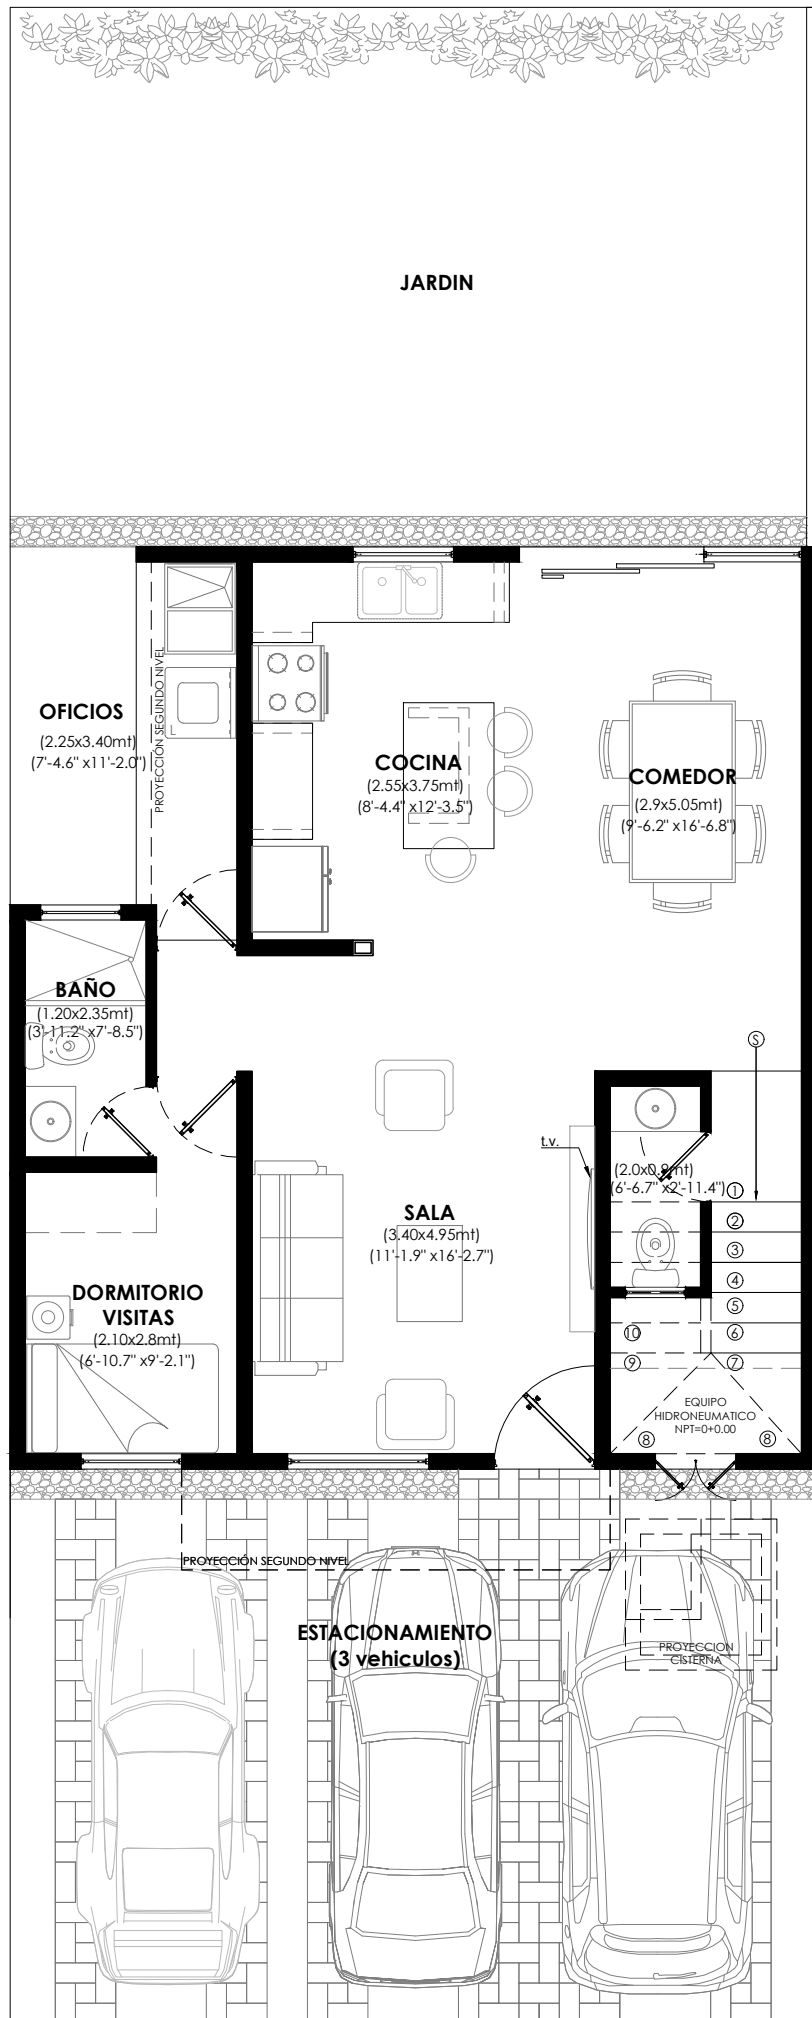 JARDIN
OFICIOS
(2.25x3.40mt)
(7'-4.6" x11'-2.0")
PROYECCIÓN SEGUNDO NIVEL
COCINA
(2.55x3.75mt)
(8'-4.4" x12'-3.5")
COMEDOR
(2.9x5.05mt)
(9'-6.2" x16'-6.8")
BAÑO
(1.20x2.35mt)
(3'-11.2" x7'-8.5")
S
t.v.
(2.0x0.9mt)
(6'-6.7" x2'-11.4")
1
2
3
4
5
6
7
8
8
9
10
SALA
(3.40x4.95mt)
(11'-1.9" x16'-2.7")
DORMITORIO
VISITAS
(2.10x2.8mt)
(6'-10.7" x9'-2.1")
EQUIPO
HIDRONEUMATICO
NPT=0+0.00
PROYECCIÓN SEGUNDO NIVEL
ESTACIONAMIENTO
(3 vehiculos)
PROYECCION
CISTERNA